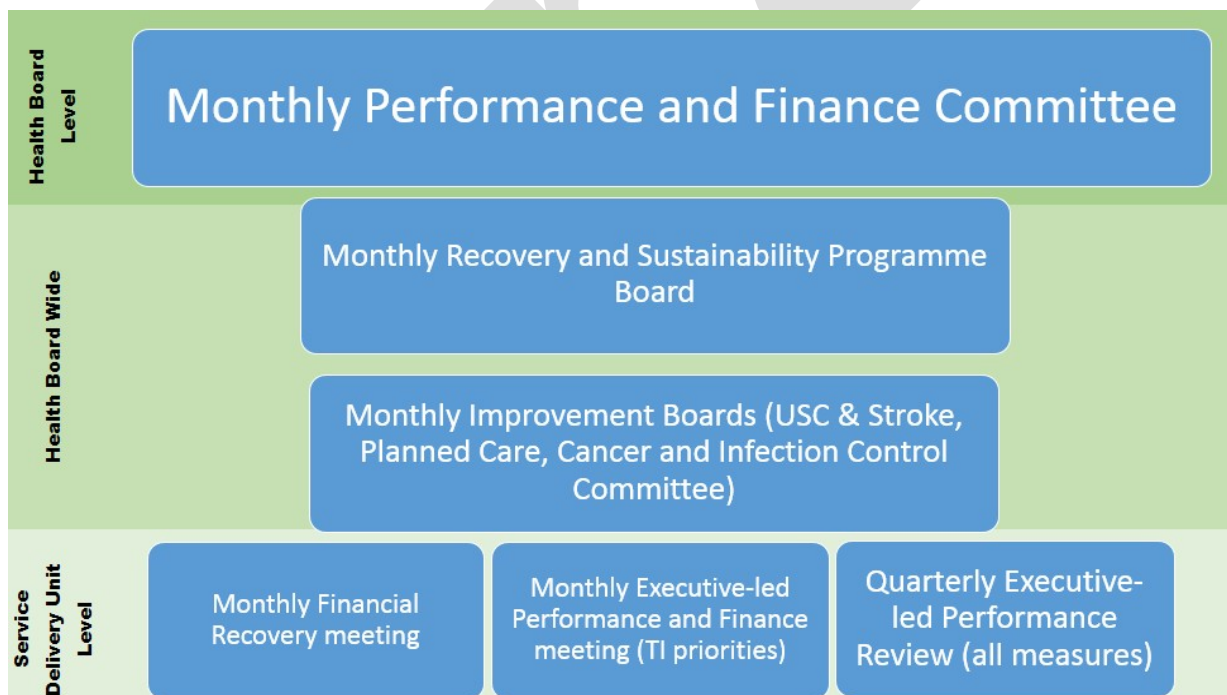 Health Board
Level
Monthly Performance and Finance Committee
Health Board Wide
Monthly Recovery and Sustainability Programme
Board
Monthly Improvement Boards (USC & Stroke,
Planned Care, Cancer and Infection Control
Committee)
Service
Delivery Unit
Level
Monthly Financial
Recovery meeting
Monthly Executive-led
Performance and Finance
meeting (TI priorities)
Quarterly Executive-
led Performance
Review (all measures)